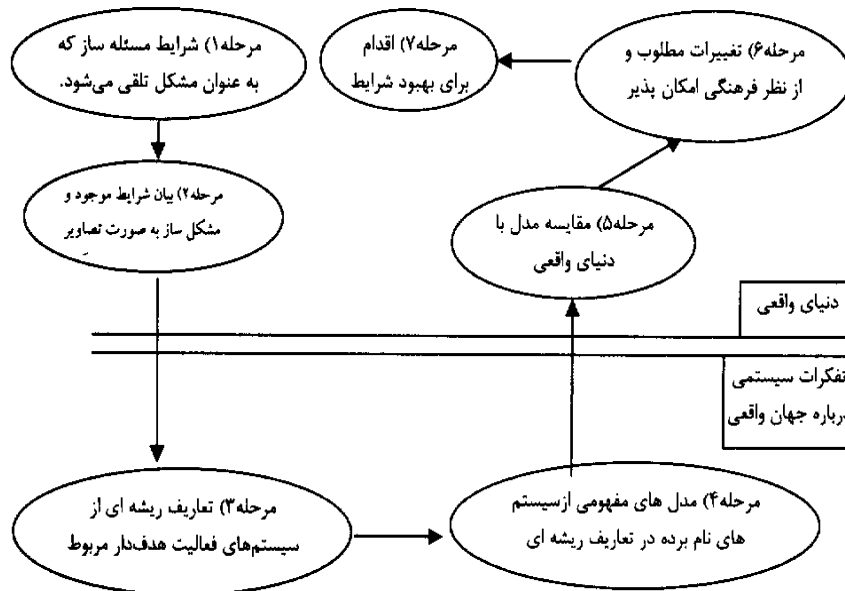 مرحله۱) شرایط مسئله ساز که
به عنوان مشکل تلقی می‌شود.
مرحله۲) بیان شرایط موجود و
مشکل ساز به صورت تصاویر
مرحله۳) تعاریف ریشه ای از
سیستم‌های فعالیت هدف‌دار مربوط
مرحله۴) مدل های مفهومی ازسیستم
های نام برده در تعاریف ریشه ای
مرحله۵) مقایسه مدل با
دنیای واقعی
مرحله۶) تغییرات مطلوب و
از نظر فرهنگی امکان پذیر
مرحله۷) اقدام
برای بهبود شرایط
دنیای واقعی
تفکرات سیستمی
درباره جهان واقعی